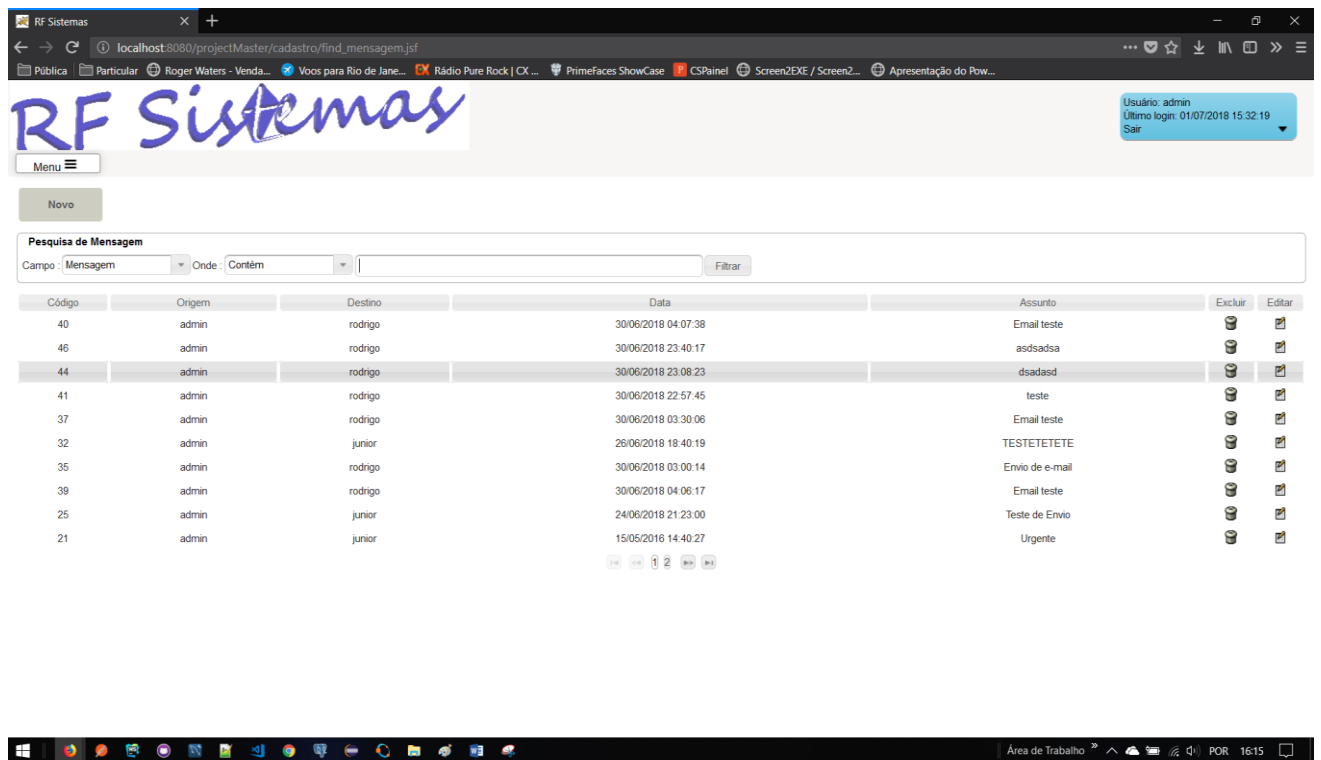 RF Sistemas
localhost:8080/projectMaster/cadastro/find_mensagem.jsf
Pública Particular Roger Waters - Venda... Voos para Rio de Jane... Rádio Pure Rock | CX ... PrimeFaces ShowCase CSPainel Screen2EXE / Screen2... Apresentação do Pow...
RF Sistemas
Usuário: admin
Último login: 01/07/2018 15:32:19
Sair
Menu
Novo
Pesquisa de Mensagem
Campo : Mensagem Onde : Contêm Filtrar
Código Origem Destino Data Assunto Excluir Editar
40 admin rodrigo 30/06/2018 04:07:38 Email teste
46 admin rodrigo 30/06/2018 23:40:17 asdsadsa
44 admin rodrigo 30/06/2018 23:08:23 dsadasd
41 admin rodrigo 30/06/2018 22:57:45 teste
37 admin rodrigo 30/06/2018 03:30:06 Email teste
32 admin junior 26/06/2018 18:40:19 TESTETETETE
35 admin rodrigo 30/06/2018 03:00:14 Envio de e-mail
39 admin rodrigo 30/06/2018 04:06:17 Email teste
25 admin junior 24/06/2018 21:23:00 Teste de Envio
21 admin junior 15/05/2016 14:40:27 Urgente
1 2
Área de Trabalho POR 16:15